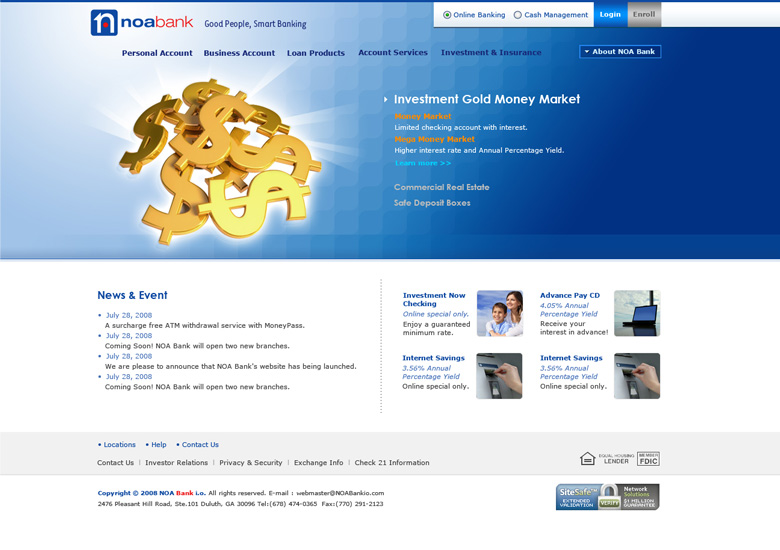 noabank Good People, Smart Banking
Online Banking Cash Management Login Enroll
Personal Account Business Account Loan Products Account Services Investment & Insurance About NOA Bank
Investment Gold Money Market
Money Market
Limited checking account with interest.
Mega Money Market
Higher interest rate and Annual Percentage Yield.
Learn more >>
Commercial Real Estate
Safe Deposit Boxes
News & Event
• July 28, 2008
A surcharge free ATM withdrawal service with MoneyPass.
• July 28, 2008
Coming Soon! NOA Bank will open two new branches.
• July 28, 2008
We are please to announce that NOA Bank's website has being launched.
• July 28, 2008
Coming Soon! NOA Bank will open two new branches.
Investment Now
Checking
Online special only.
Enjoy a guaranteed
minimum rate.
Advance Pay CD
4.05% Annual
Percentage Yield
Receive your
interest in advance!
Internet Savings
3.56% Annual
Percentage Yield
Online special only.
Internet Savings
3.56% Annual
Percentage Yield
Online special only.
• Locations • Help • Contact Us
Contact Us | Investor Relations | Privacy & Security | Exchange Info | Check 21 Information
EQUAL HOUSING
LENDER
MEMBER
FDIC
Copyright © 2008 NOA Bank i.o. All rights reserved. E-mail : webmaster@NOABankio.com
2476 Pleasant Hill Road, Ste.101 Duluth, GA 30096 Tel:(678) 474-0365 Fax:(770) 291-2123
SiteSafe™
EXTENDED
VALIDATION
VERIFY
Network
Solutions
$1 MILLION
GUARANTEE